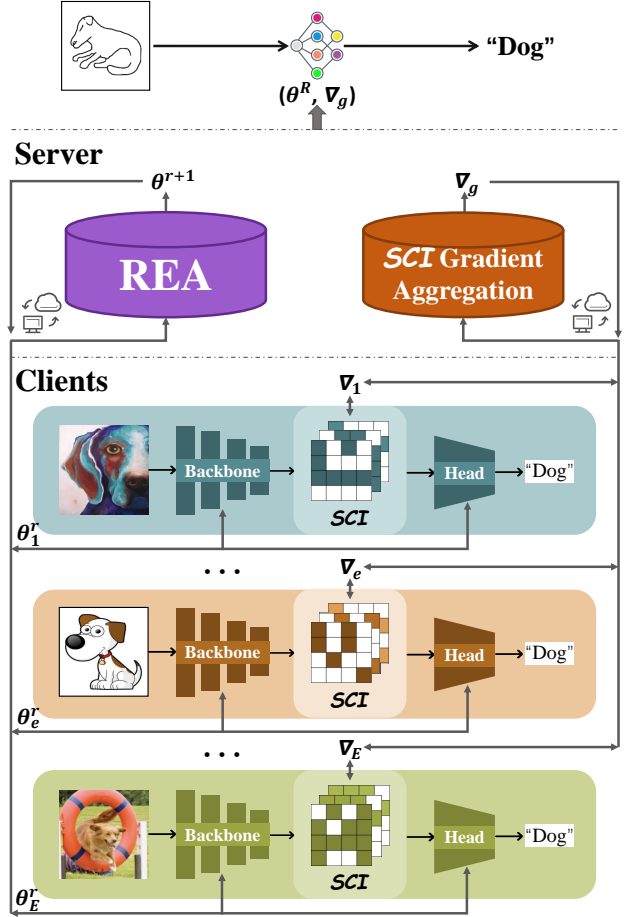 “Dog”
(θ^R, ∇_g)
Server
θ^{r+1}
∇_g
REA
SCI Gradient
Aggregation
Clients
∇_1
Backbone
SCI
Head
“Dog”
θ_1^r
...
∇_e
Backbone
SCI
Head
“Dog”
θ_e^r
...
∇_E
Backbone
SCI
Head
“Dog”
θ_E^r